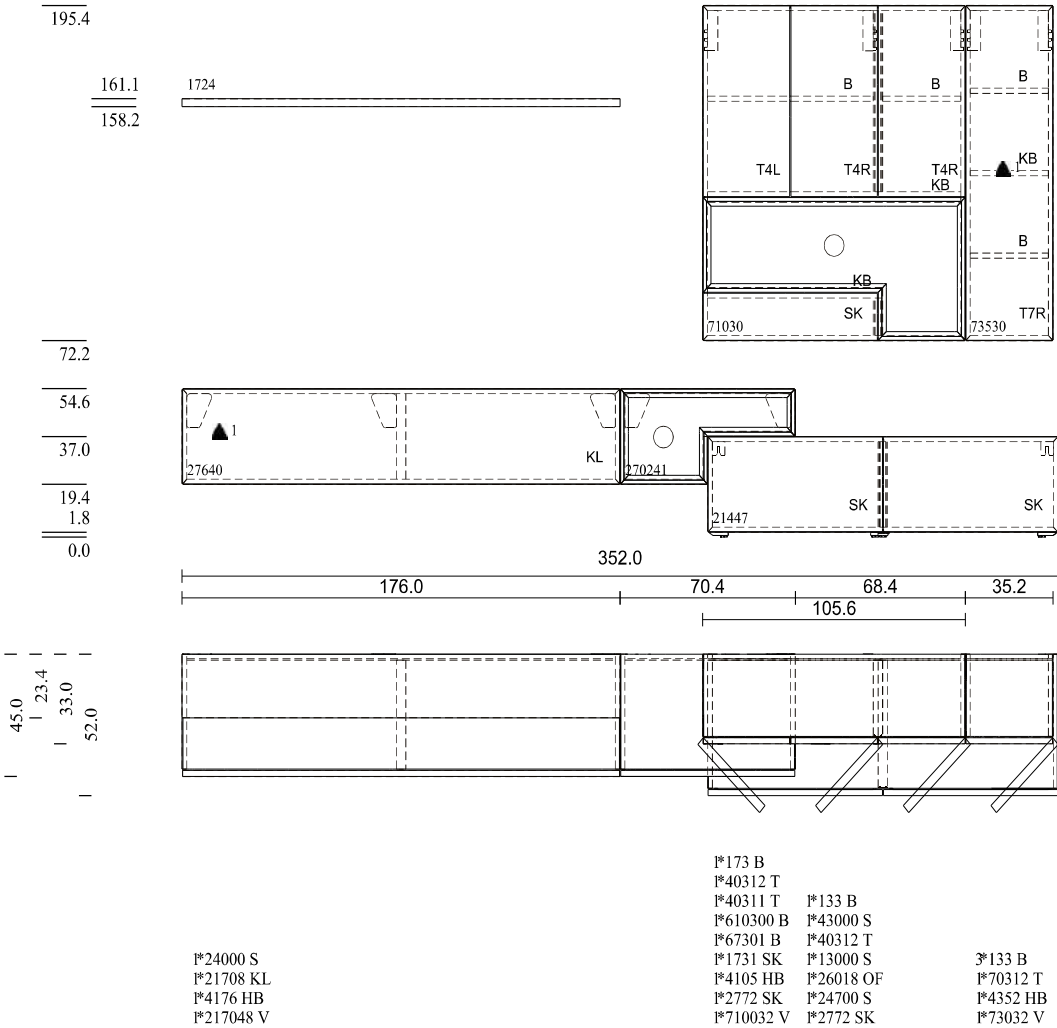 195.4
161.1
1724
158.2
B
B
B
T4L
T4R
T4R
KB
1
KB
B
KB
SK
T7R
71030
73530
72.2
54.6
37.0
1
KL
27640
270241
19.4
SK
SK
1.8
21447
0.0
352.0
176.0
70.4
68.4
35.2
105.6
45.0
23.4
33.0
52.0
1*173 B
1*40312 T
1*40311 T 1*133 B
1*610300 B 1*43000 S
1*67301 B 1*40312 T
1*24000 S 1*1731 SK 1*13000 S 3*133 B
1*21708 KL 1*4105 HB 1*26018 OF 1*70312 T
1*4176 HB 1*2772 SK 1*24700 S 1*4352 HB
1*217048 V 1*710032 V 1*2772 SK 1*73032 V